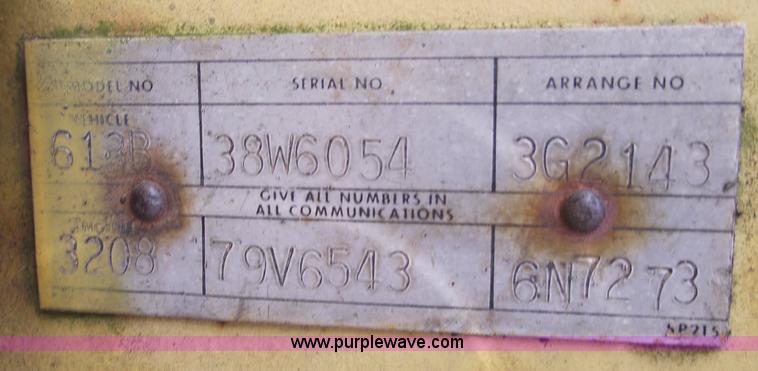 MODEL NO SERIAL NO ARRANGE NO
VEHICLE
613B 38W6054 3G2143
GIVE ALL NUMBERS IN
ALL COMMUNICATIONS
ENGINE
3208 79V6543 6N7273
SP215
www.purplewave.com